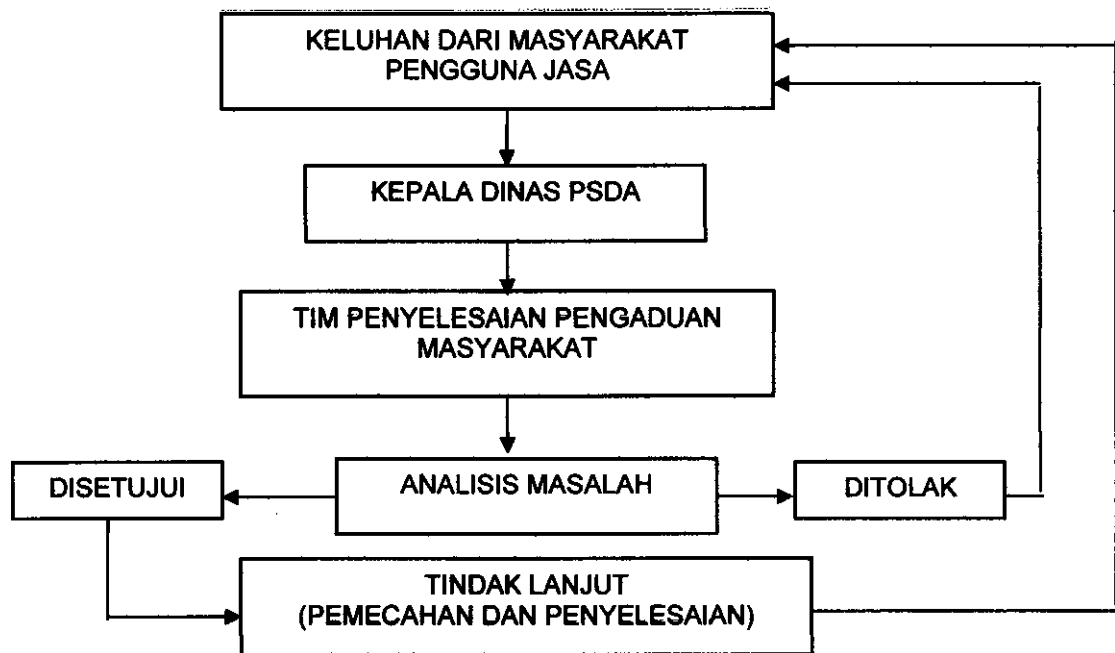 KELUHAN DARI MASYARAKAT
PENGGUNA JASA
KEPALA DINAS PSDA
TIM PENYELESAIAN PENGADUAN
MASYARAKAT
DISETUJUI
ANALISIS MASALAH
DITOLAK
TINDAK LANJUT
(PEMECAHAN DAN PENYELESAIAN)